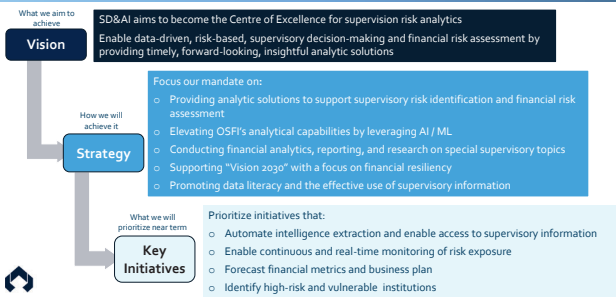 What we aim to
achieve
Vision
SD&AI aims to become the Centre of Excellence for supervision risk analytics
Enable data-driven, risk-based, supervisory decision-making and financial risk assessment by
providing timely, forward-looking, insightful analytic solutions
How we will
achieve it
Strategy
Focus our mandate on:
o Providing analytic solutions to support supervisory risk identification and financial risk
assessment
o Elevating OSFI's analytical capabilities by leveraging AI / ML
o Conducting financial analytics, reporting, and research on special supervisory topics
o Supporting "Vision 2030" with a focus on financial resiliency
o Promoting data literacy and the effective use of supervisory information
What we will
prioritize near term
Key
Initiatives
Prioritize initiatives that:
o Automate intelligence extraction and enable access to supervisory information
o Enable continuous and real-time monitoring of risk exposure
o Forecast financial metrics and business plan
o Identify high-risk and vulnerable institutions